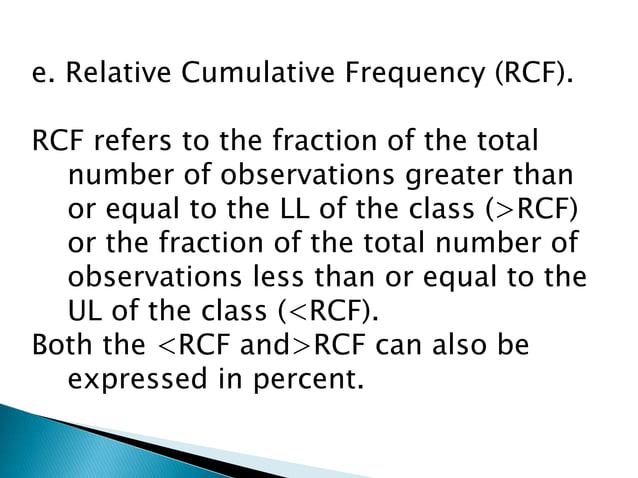 e. Relative Cumulative Frequency (RCF).
RCF refers to the fraction of the total
number of observations greater than
or equal to the LL of the class (>RCF)
or the fraction of the total number of
observations less than or equal to the
UL of the class (<RCF).
Both the <RCF and>RCF can also be
expressed in percent.